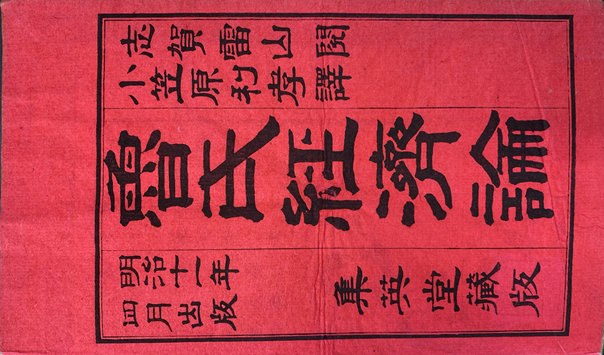 志賀雷山閲
小笠原利孝譯
魯氏經濟論
明治十一年
四月出版
集英堂藏版